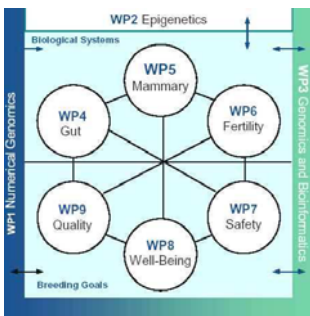 WP2 Epigenetics
Biological Systems
WP5
Mammary
WP4
Gut
WP6
Fertility
WP9
Quality
WP7
Safety
WP8
Well-Being
Breeding Goals
WP1 Numerical Genomics
WP3 Genomics and Bioinformatics